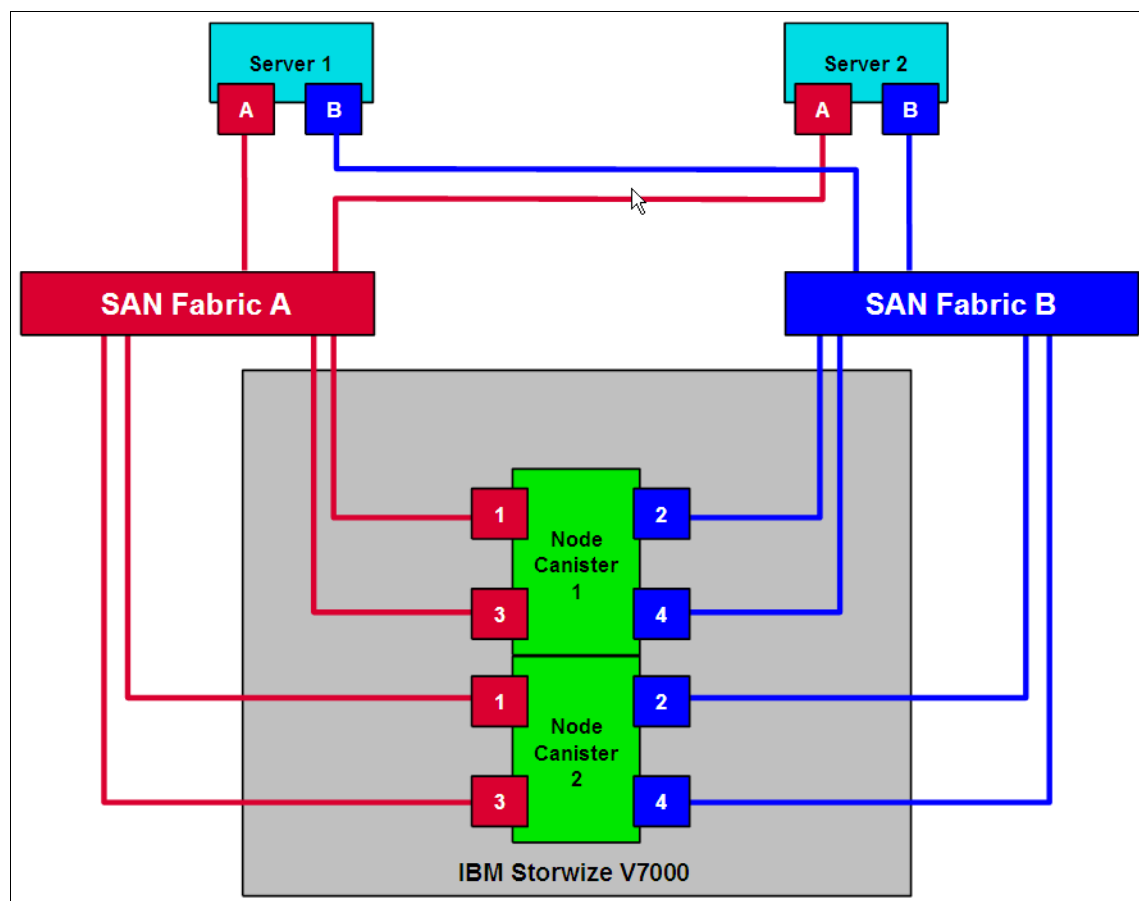 Server 1
Server 2
A
B
A
B
SAN Fabric A
SAN Fabric B
1
2
Node
Canister
1
3
4
1
2
Node
Canister
2
3
4
IBM Storwize V7000